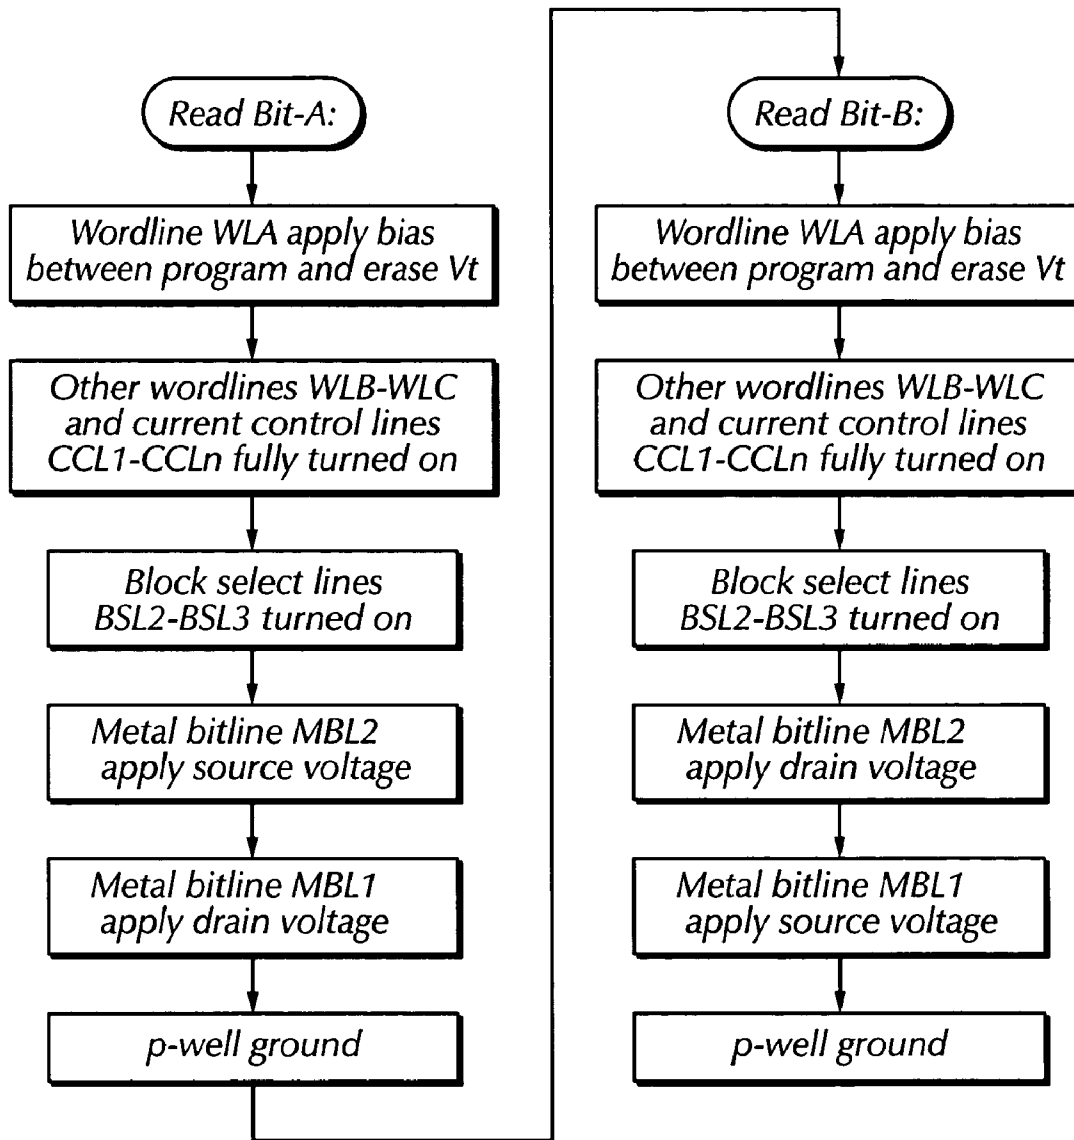 Read Bit-A:
Wordline WLA apply bias
between program and erase Vt
Other wordlines WLB-WLC
and current control lines
CCL1-CCLn fully turned on
Block select lines
BSL2-BSL3 turned on
Metal bitline MBL2
apply source voltage
Metal bitline MBL1
apply drain voltage
p-well ground
Read Bit-B:
Wordline WLA apply bias
between program and erase Vt
Other wordlines WLB-WLC
and current control lines
CCL1-CCLn fully turned on
Block select lines
BSL2-BSL3 turned on
Metal bitline MBL2
apply drain voltage
Metal bitline MBL1
apply source voltage
p-well ground